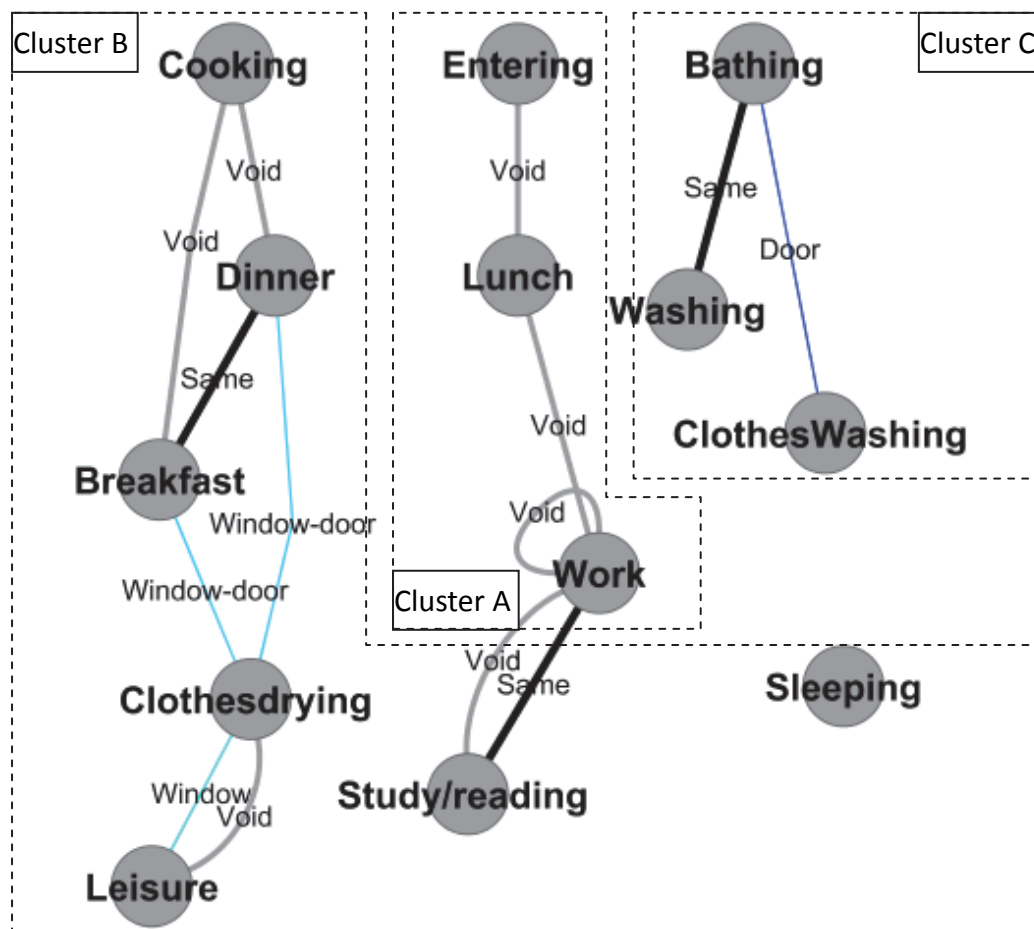 Cluster B
Cooking
Entering
Bathing
Cluster C
Void
Void
Same
Void
Door
Dinner
Lunch
Washing
Same
Void
ClothesWashing
Breakfast
Void
Window-door
Work
Window-door
Cluster A
Void
Same
Clothesdrying
Sleeping
Window
Void
Study/reading
Leisure